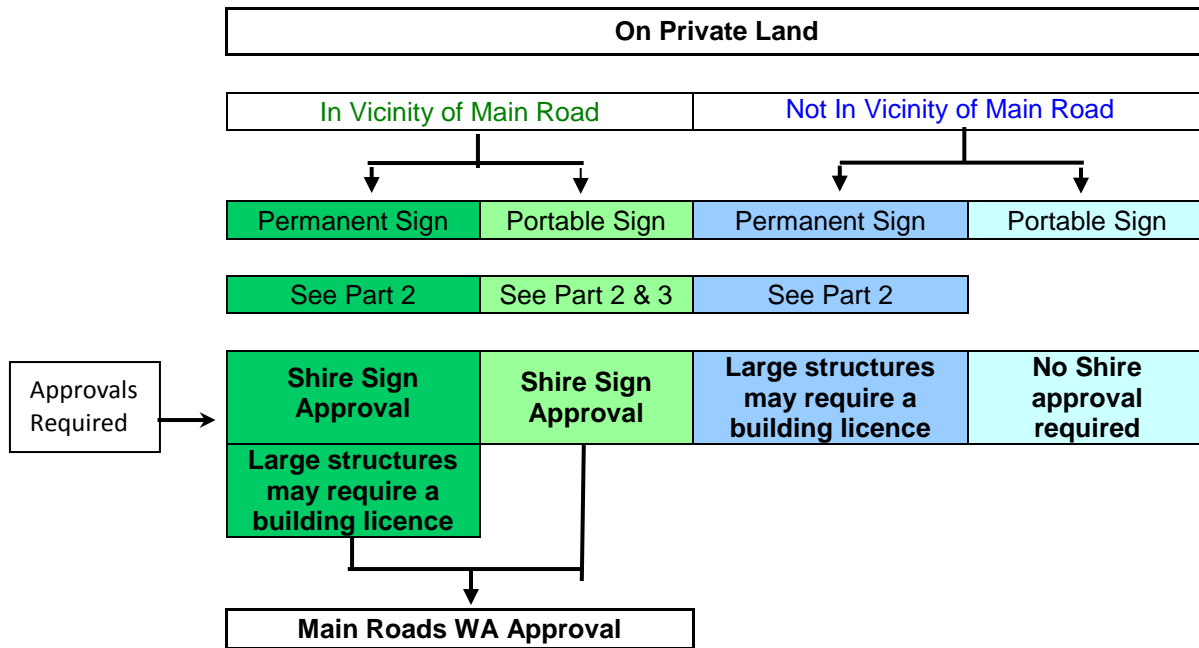 On Private Land
In Vicinity of Main Road
Not In Vicinity of Main Road
Permanent Sign
Portable Sign
Permanent Sign
Portable Sign
See Part 2
See Part 2 & 3
See Part 2
Approvals
Required
Shire Sign
Approval
Shire Sign
Approval
Large structures
may require a
building licence
No Shire
approval
required
Large structures
may require a
building licence
Main Roads WA Approval